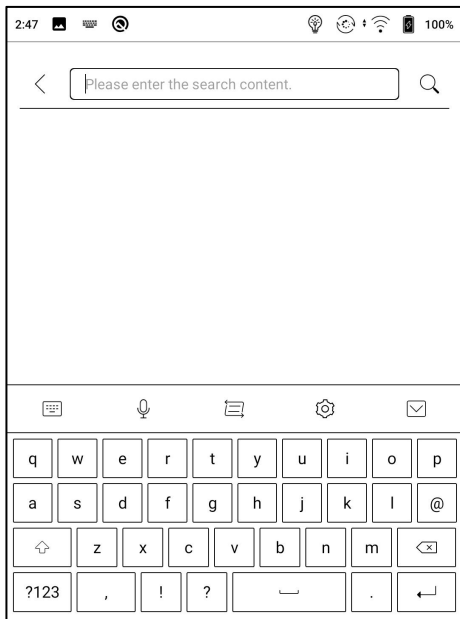 2:47 100%
Please enter the search content.
q w e r t y u i o p
a s d f g h j k l @
z x c v b n m
?123 , ! ? .